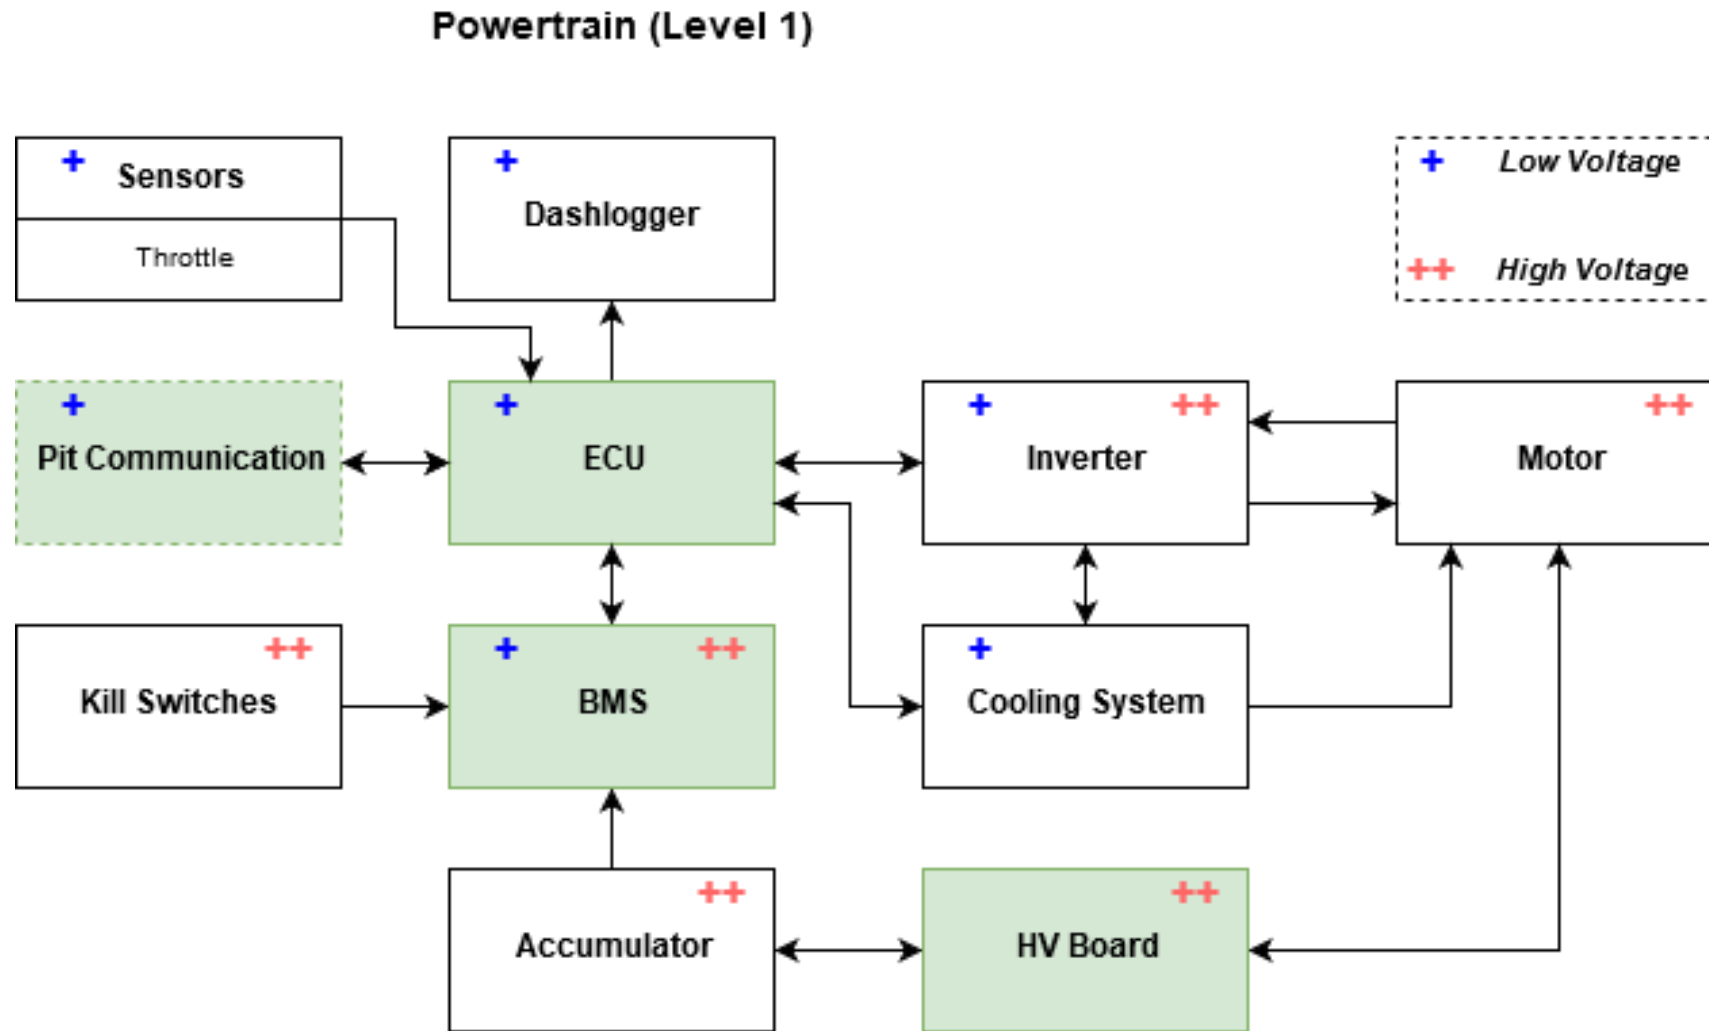 Powertrain (Level 1)
+ Sensors
Throttle
+
Dashlogger
+ Low Voltage
++ High Voltage
+
Pit Communication
+
ECU
+ ++
Inverter
++
Motor
++
Kill Switches
+ ++
BMS
+
Cooling System
++
Accumulator
++
HV Board